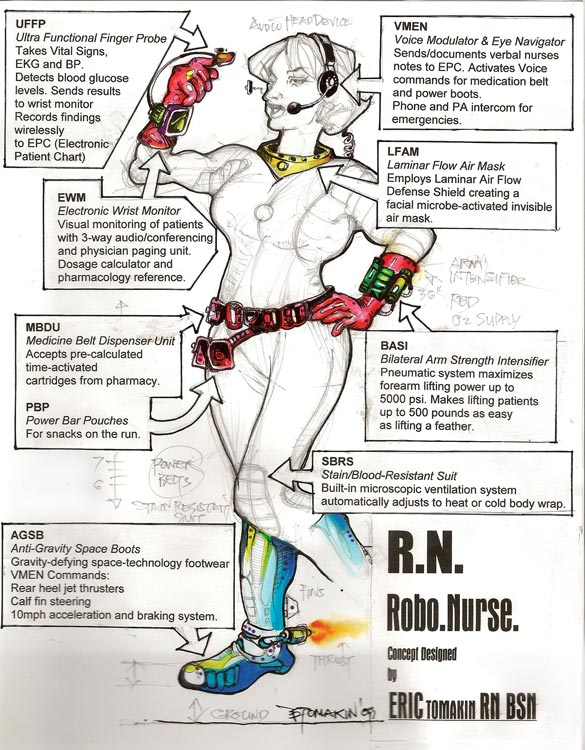 UFFP
Ultra Functional Finger Probe
Takes Vital Signs,
EKG and BP.
Detects blood glucose
levels. Sends results
to wrist monitor
Records findings
wirelessly
to EPC (Electronic
Patient Chart)
AUDIO HEAD DEVICE
VMEN
Voice Modulator & Eye Navigator
Sends/documents verbal nurses
notes to EPC. Activates Voice
commands for medication belt
and power boots.
Phone and PA intercom for
emergencies.
LFAM
Laminar Flow Air Mask
Employs Laminar Air Flow
Defense Shield creating a
facial microbe-activated invisible
air mask.
EWM
Electronic Wrist Monitor
Visual monitoring of patients
with 3-way audio/conferencing
and physician paging unit.
Dosage calculator and
pharmacology reference.
ARM
INTENSIFIER
RED
O2 SUPPLY
MBDU
Medicine Belt Dispenser Unit
Accepts pre-calculated
time-activated
cartridges from pharmacy.
PBP
Power Bar Pouches
For snacks on the run.
BASI
Bilateral Arm Strength Intensifier
Pneumatic system maximizes
forearm lifting power up to
5000 psi. Makes lifting patients
up to 500 pounds as easy
as lifting a feather.
7
6
POWER
BELTS
STAIN RESISTANT
SUIT
SBRS
Stain/Blood-Resistant Suit
Built-in microscopic ventilation system
automatically adjusts to heat or cold body wrap.
AGSB
Anti-Gravity Space Boots
Gravity-defying space-technology footwear
VMEN Commands:
Rear heel jet thrusters
Calf fin steering
10mph acceleration and braking system.
FINS
THRUST
GROUND
ETOMAKIN
R.N.
Robo.Nurse.
Concept Designed
by
ERIC TOMAKIN RN BSN